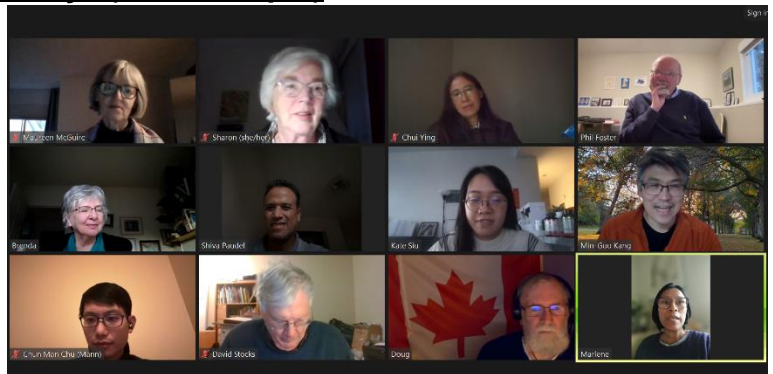 Sign in
Maureen McGuire
Sharon (she/her)
Chui Ying
Phil Foster
Brenda
Shiva Paudel
Kate Siu
Min-Goo Kang
Chun Man Chu (Mann)
David Stocks
Doug
Marlene